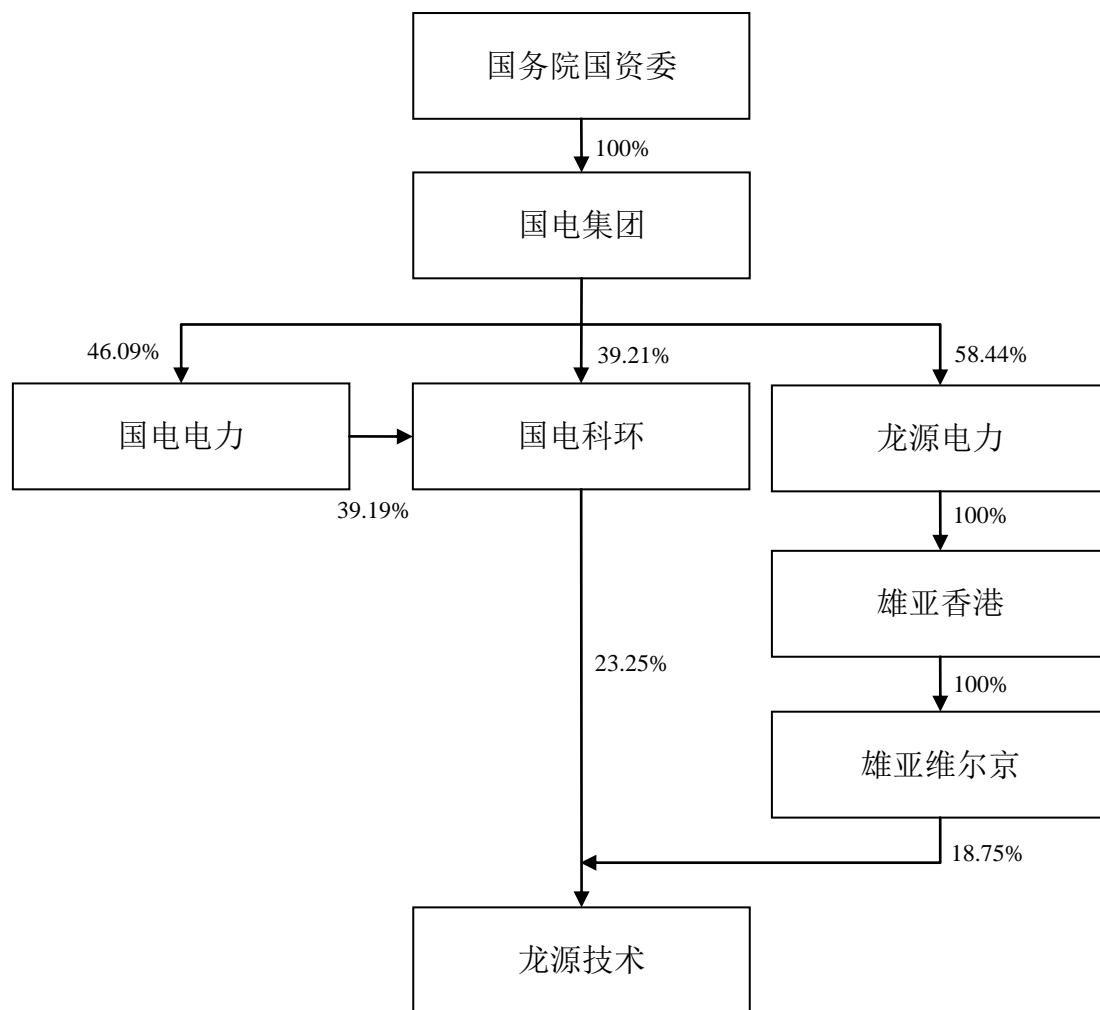 国务院国资委
100%
国电集团
46.09%
39.21%
58.44%
国电电力
国电科环
龙源电力
39.19%
100%
雄亚香港
23.25%
100%
雄亚维尔京
18.75%
龙源技术